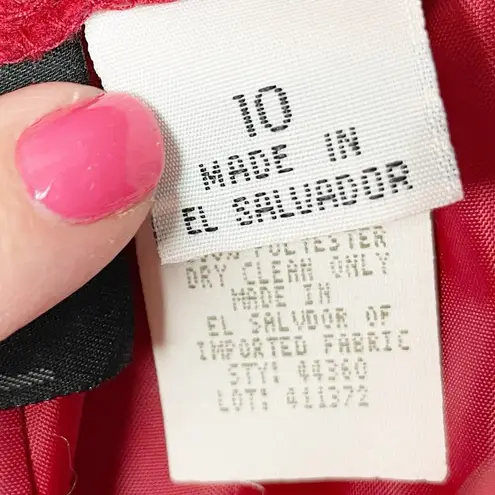 10
MADE IN
EL SALVADOR
POLYESTER
DRY CLEAN ONLY
MADE IN
EL SALVDOR OF
IMPORTED FABRIC
STY: 44360
LOT: 411372